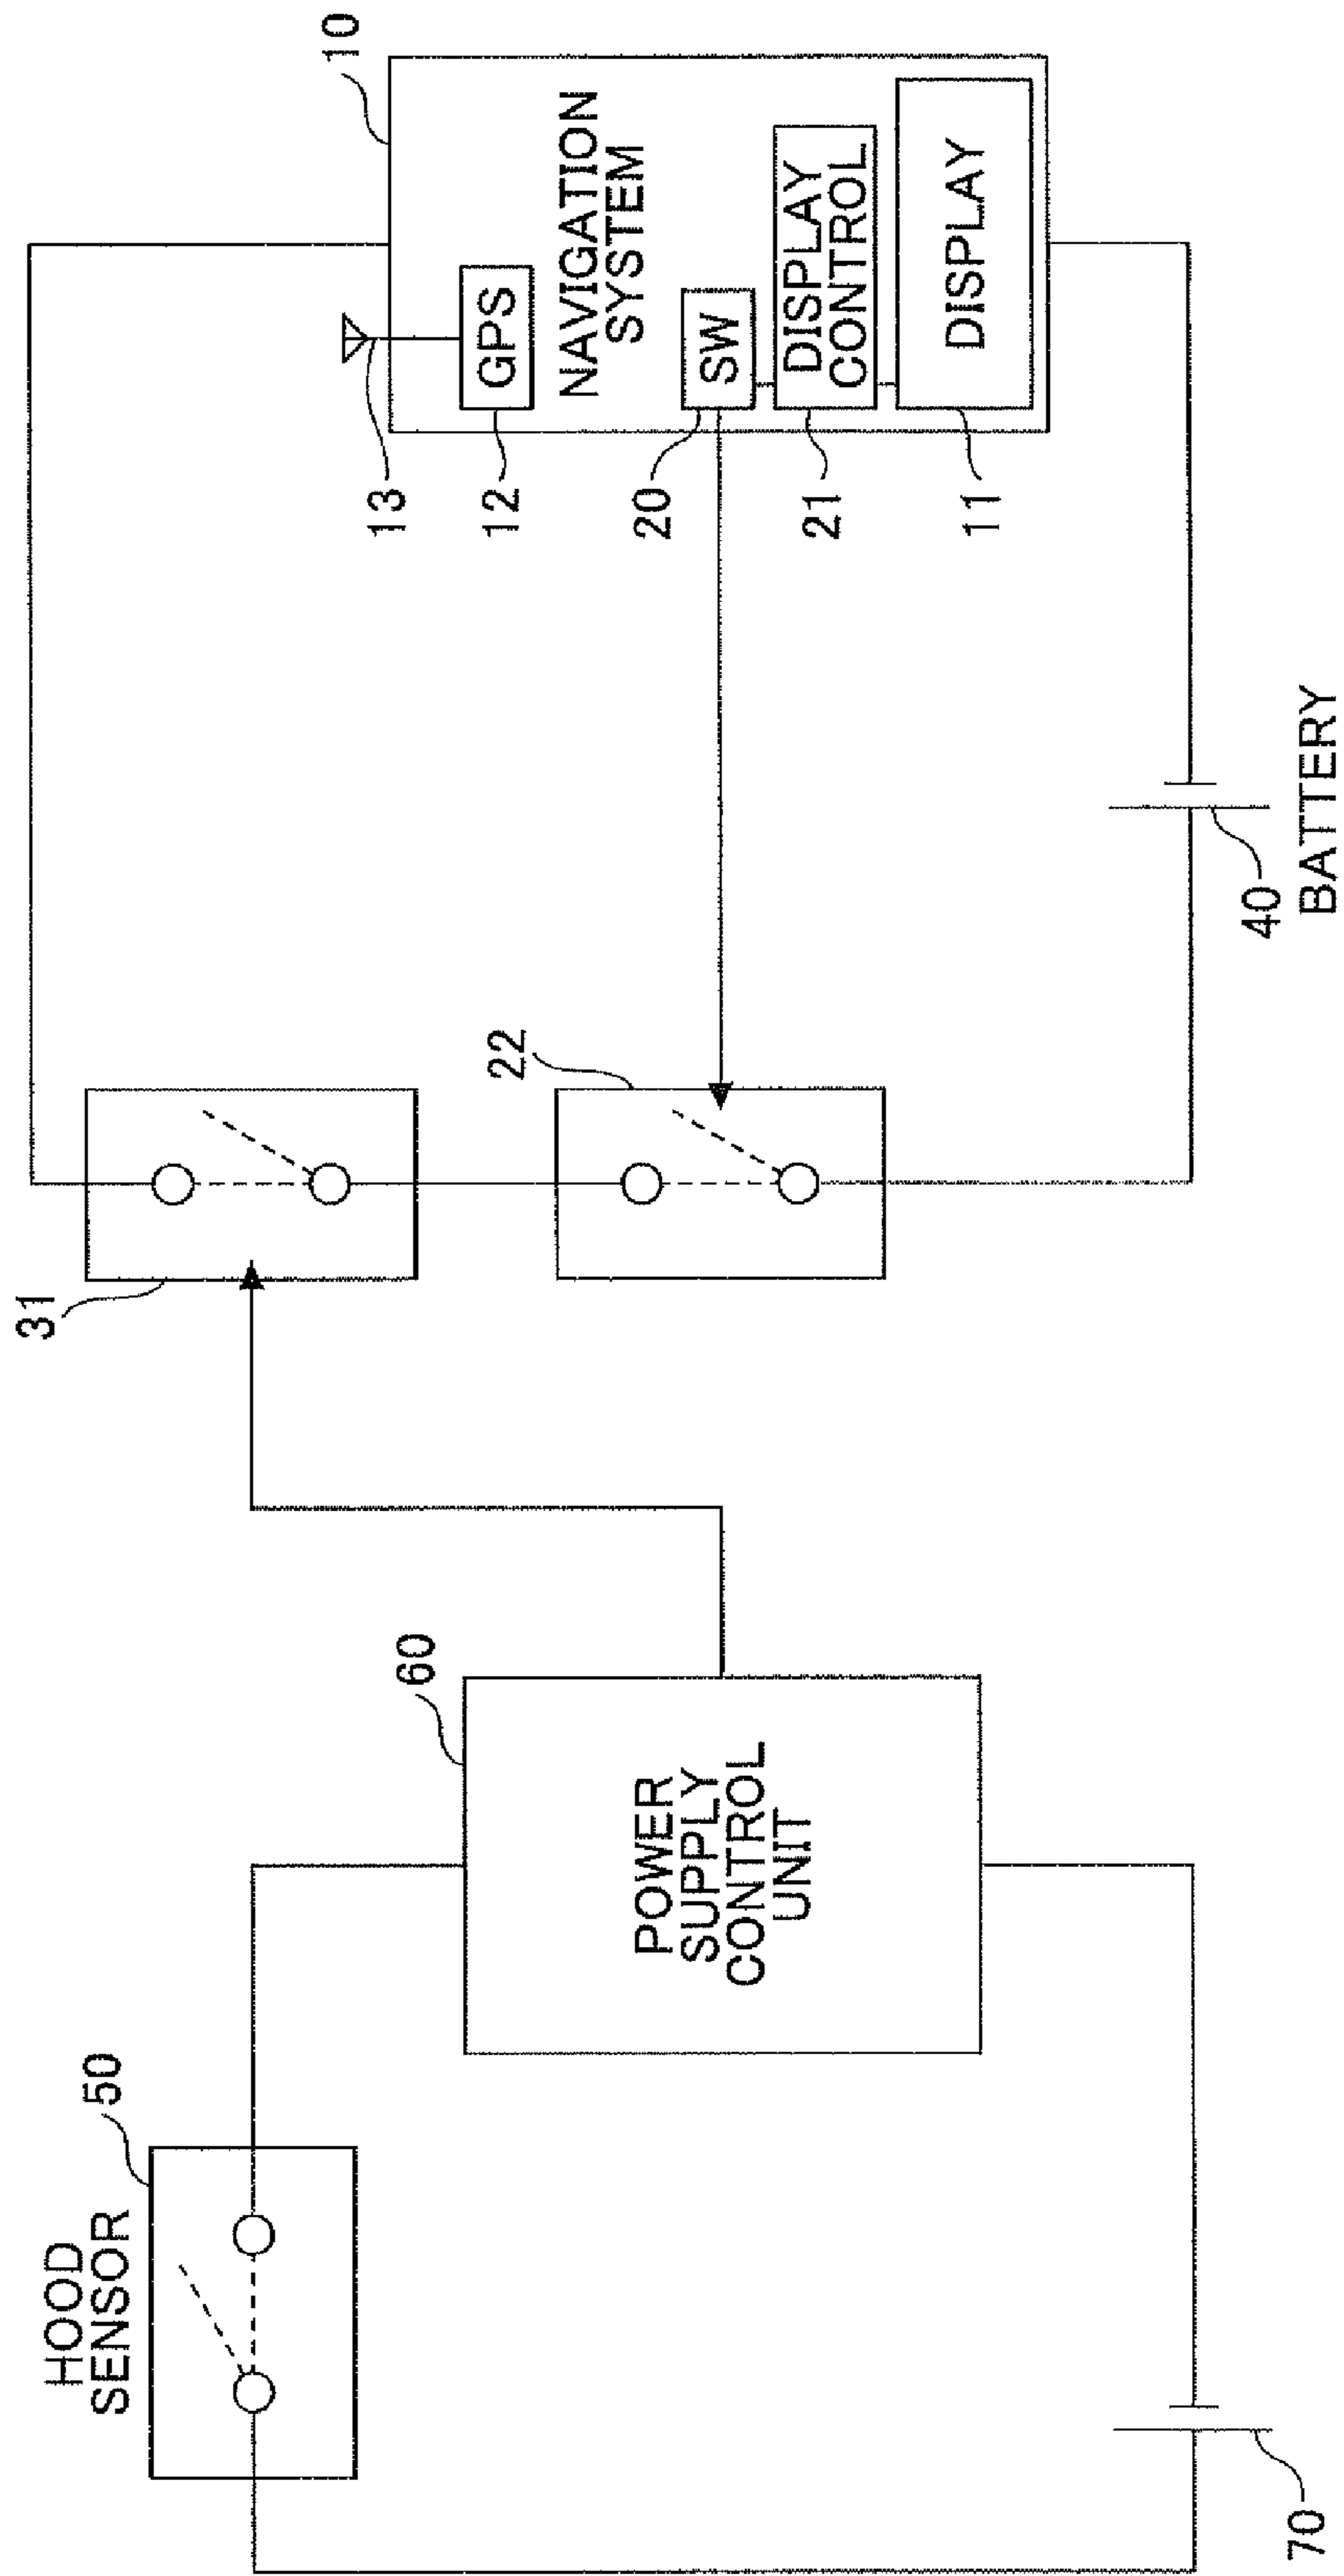 HOOD
SENSOR
50
60
POWER
SUPPLY
CONTROL
UNIT
70
31
22
10
13
GPS
12
NAVIGATION
SYSTEM
SW
20
DISPLAY
CONTROL
21
DISPLAY
11
40
BATTERY